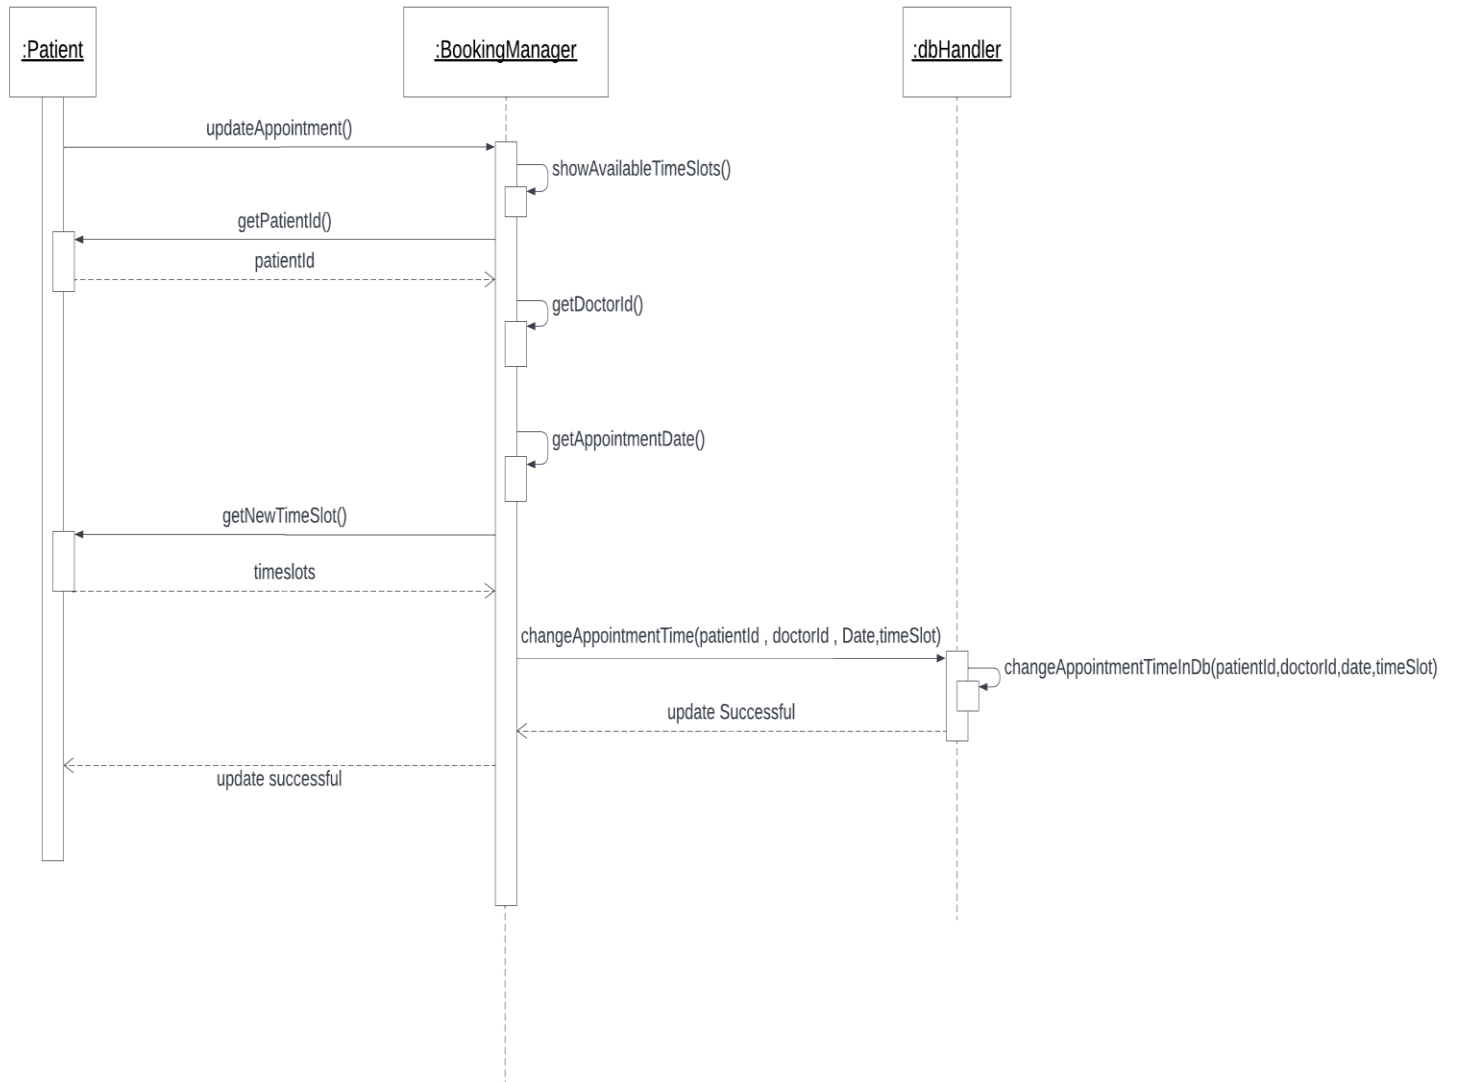 :Patient
:BookingManager
:dbHandler
updateAppointment()
showAvailableTimeSlots()
getPatientId()
patientId
getDoctorId()
getAppointmentDate()
getNewTimeSlot()
timeslots
changeAppointmentTime(patientId , doctorId , Date,timeSlot)
changeAppointmentTimeInDb(patientId,doctorId,date,timeSlot)
update Successful
update successful